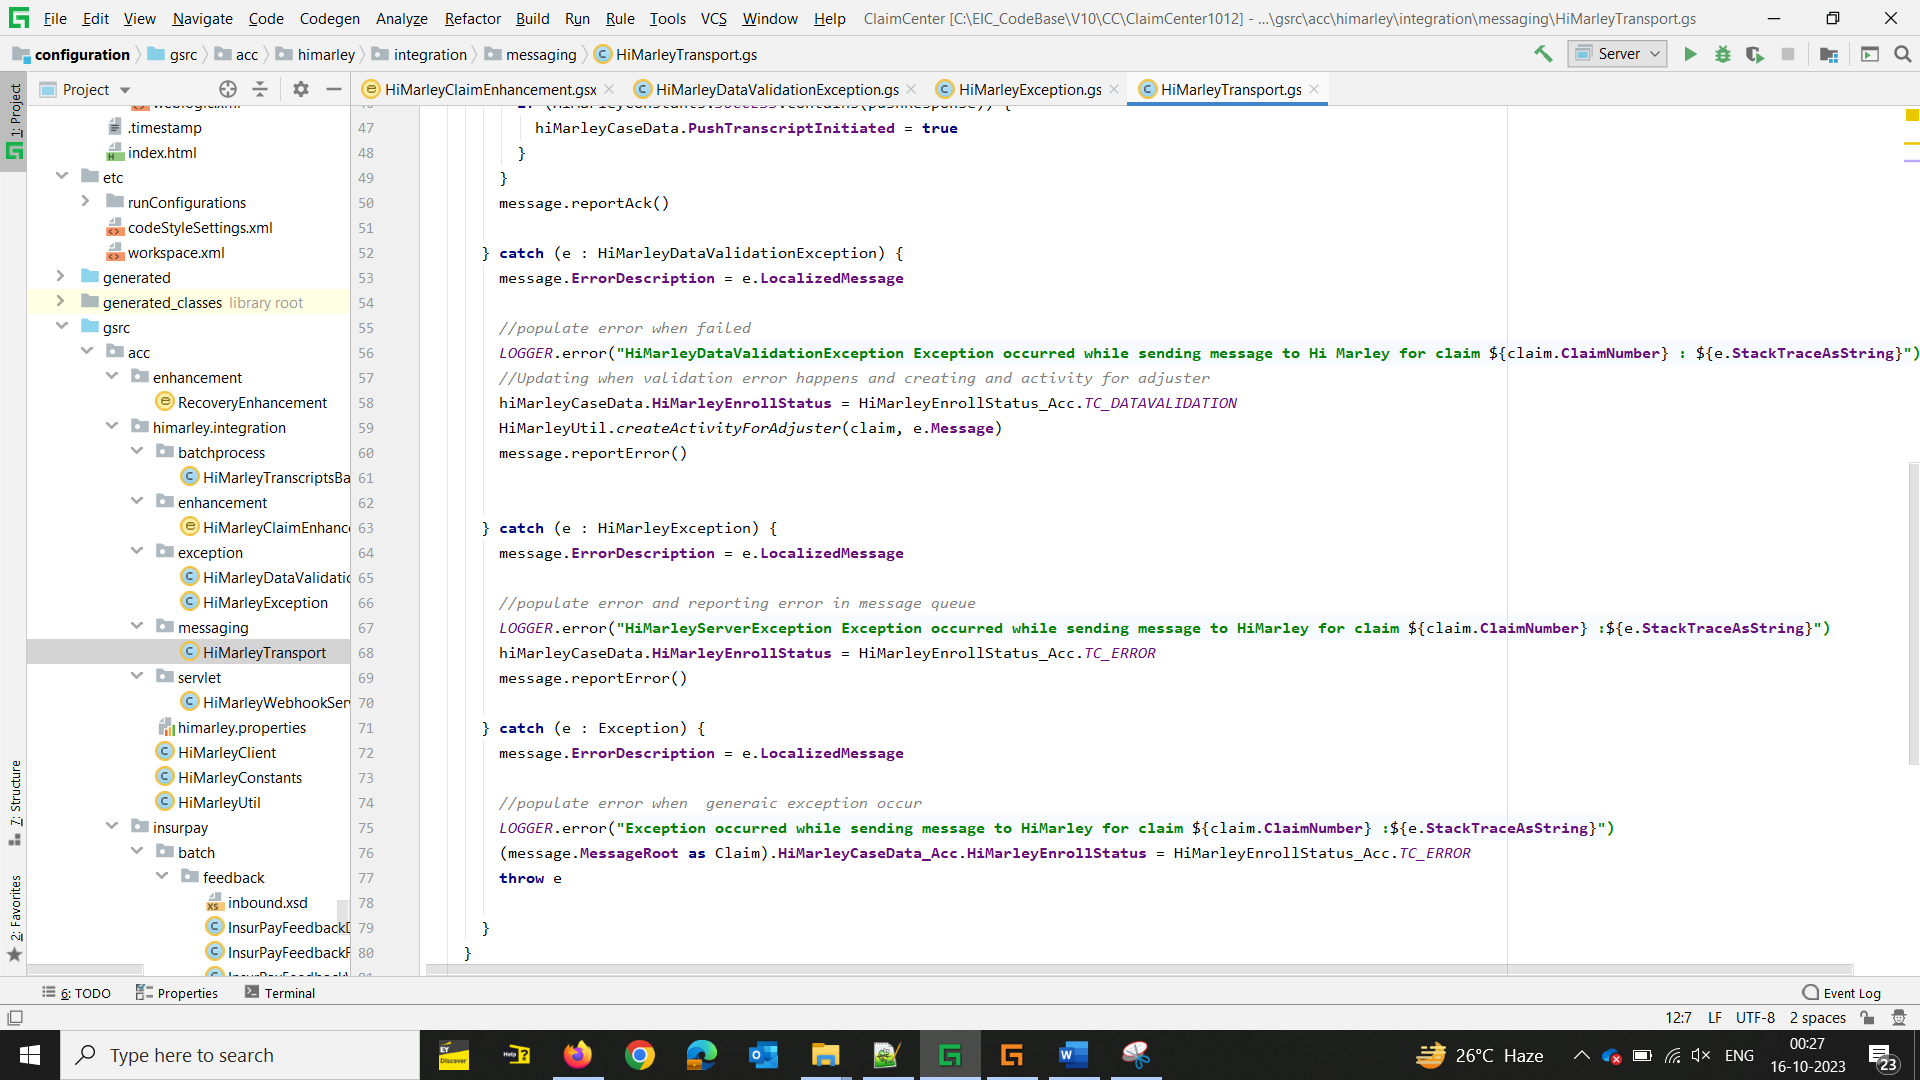 File Edit View Navigate Code Codegen Analyze Refactor Build Run Rule Tools VCS Window Help ClaimCenter [C:\EIC_CodeBase\V10\CC\ClaimCenter1012] - ...\gsrc\acc\himarley\integration\messaging\HiMarleyTransport.gs
configuration gsrc acc himarley integration messaging HiMarleyTransport.gs Server
Project HiMarleyClaimEnhancement.gsx HiMarleyDataValidationException.gs HiMarleyException.gs HiMarleyTransport.gs
1: Project
7: Structure
2: Favorites
.timestamp
index.html
etc
runConfigurations
codeStyleSettings.xml
workspace.xml
generated
generated_classes library root
gsrc
acc
enhancement
RecoveryEnhancement
himarley.integration
batchprocess
HiMarleyTranscriptsBa
enhancement
HiMarleyClaimEnhance
exception
HiMarleyDataValidatio
HiMarleyException
messaging
HiMarleyTransport
servlet
HiMarleyWebhookSer
himarley.properties
HiMarleyClient
HiMarleyConstants
HiMarleyUtil
insurpay
batch
feedback
inbound.xsd
InsurPayFeedback
InsurPayFeedback
47 hiMarleyCaseData.PushTranscriptInitiated = true
48 }
49 }
50 message.reportAck()
51
52 } catch (e : HiMarleyDataValidationException) {
53 message.ErrorDescription = e.LocalizedMessage
54
55 //populate error when failed
56 LOGGER.error("HiMarleyDataValidationException Exception occurred while sending message to Hi Marley for claim ${claim.ClaimNumber} : ${e.StackTraceAsString}")
57 //Updating when validation error happens and creating and activity for adjuster
58 hiMarleyCaseData.HiMarleyEnrollStatus = HiMarleyEnrollStatus_Acc.TC_DATAVALIDATION
59 HiMarleyUtil.createActivityForAdjuster(claim, e.Message)
60 message.reportError()
61
62
63 } catch (e : HiMarleyException) {
64 message.ErrorDescription = e.LocalizedMessage
65
66 //populate error and reporting error in message queue
67 LOGGER.error("HiMarleyServerException Exception occurred while sending message to HiMarley for claim ${claim.ClaimNumber} :${e.StackTraceAsString}")
68 hiMarleyCaseData.HiMarleyEnrollStatus = HiMarleyEnrollStatus_Acc.TC_ERROR
69 message.reportError()
70
71 } catch (e : Exception) {
72 message.ErrorDescription = e.LocalizedMessage
73
74 //populate error when  generaic exception occur
75 LOGGER.error("Exception occurred while sending message to HiMarley for claim ${claim.ClaimNumber} :${e.StackTraceAsString}")
76 (message.MessageRoot as Claim).HiMarleyCaseData_Acc.HiMarleyEnrollStatus = HiMarleyEnrollStatus_Acc.TC_ERROR
77 throw e
78
79 }
80 }
6: TODO Properties Terminal Event Log
12:7 LF UTF-8 2 spaces
Type here to search EY Discover Help ? 26°C Haze ENG 00:27
16-10-2023 23